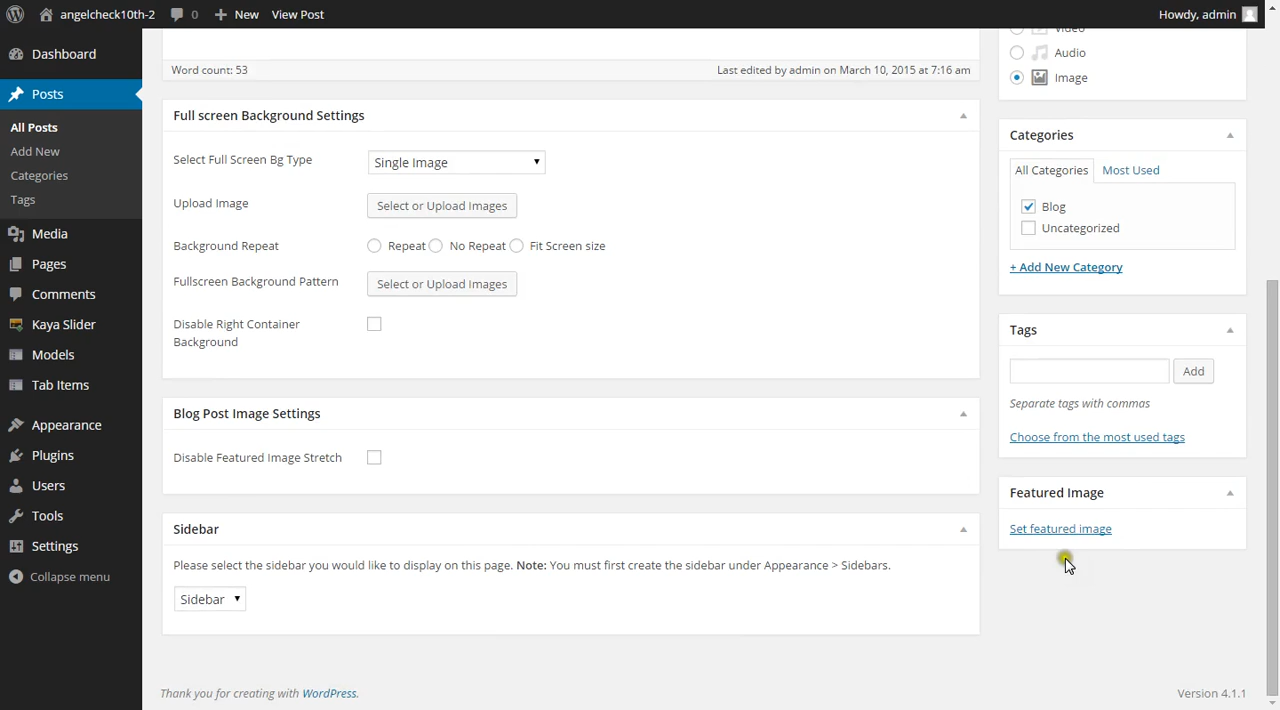 angelcheck10th-2 0 New View Post Howdy, admin
Dashboard
Posts
All Posts
Add New
Categories
Tags
Media
Pages
Comments
Kaya Slider
Models
Tab Items
Appearance
Plugins
Users
Tools
Settings
Collapse menu
Word count: 53 Last edited by admin on March 10, 2015 at 7:16 am
Full screen Background Settings
Select Full Screen Bg Type Single Image
Upload Image Select or Upload Images
Background Repeat Repeat No Repeat Fit Screen size
Fullscreen Background Pattern Select or Upload Images
Disable Right Container
Background
Blog Post Image Settings
Disable Featured Image Stretch
Sidebar
Please select the sidebar you would like to display on this page. Note: You must first create the sidebar under Appearance > Sidebars.
Sidebar
Video
Audio
Image
Categories
All Categories Most Used
Blog
Uncategorized
+ Add New Category
Tags
Add
Separate tags with commas
Choose from the most used tags
Featured Image
Set featured image
Thank you for creating with WordPress. Version 4.1.1